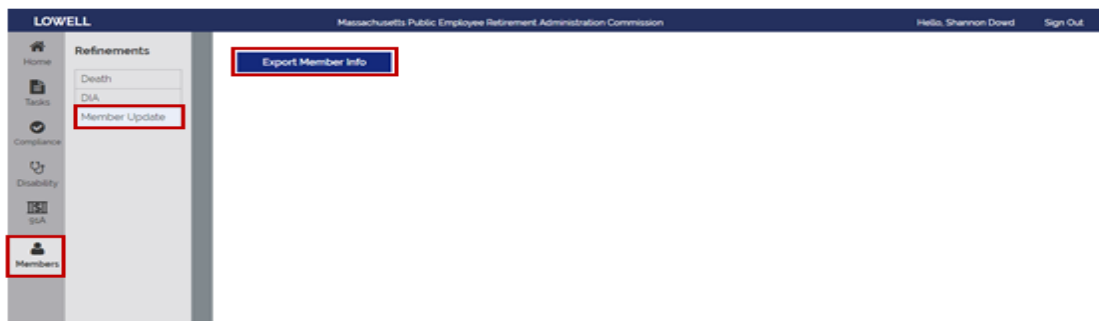 LOWELL
Massachusetts Public Employee Retirement Administration Commission
Hello, Shannon Dowd
Sign Out
Home
Tasks
Compliance
Disability
91A
Members
Refinements
Death
DIA
Member Update
Export Member Info